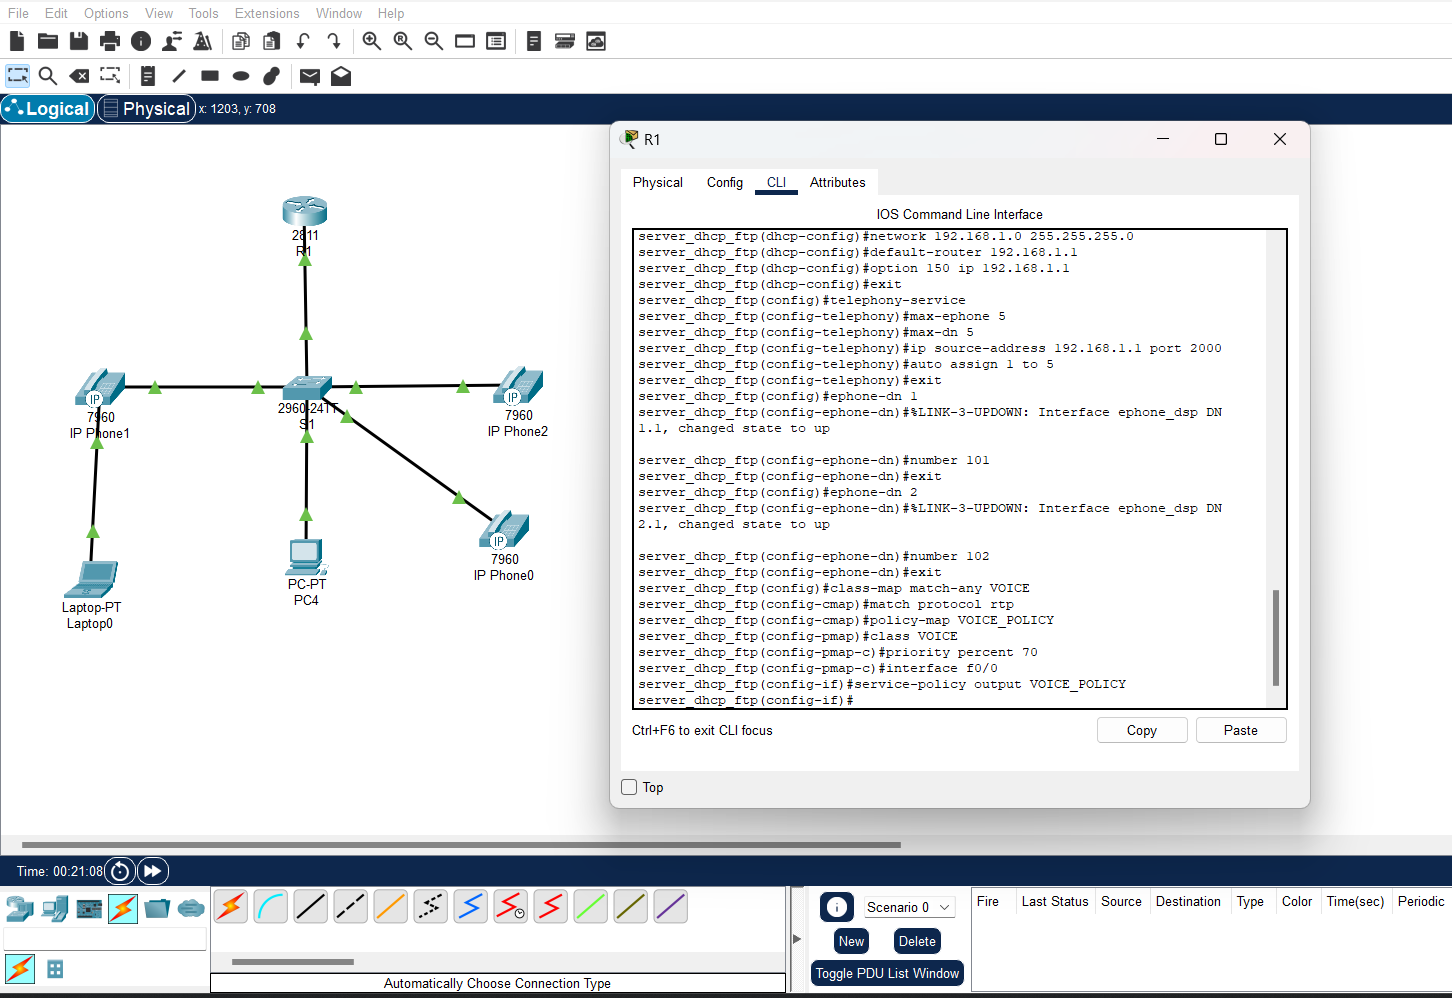 File Edit Options View Tools Extensions Window Help
Logical Physical x: 1203, y: 708
2811
R1
7960
IP Phone1
2960-24TT
S1
7960
IP Phone2
7960
IP Phone0
PC-PT
PC4
Laptop-PT
Laptop0
R1
Physical Config CLI Attributes
IOS Command Line Interface
server_dhcp_ftp(dhcp-config)#network 192.168.1.0 255.255.255.0
server_dhcp_ftp(dhcp-config)#default-router 192.168.1.1
server_dhcp_ftp(dhcp-config)#option 150 ip 192.168.1.1
server_dhcp_ftp(dhcp-config)#exit
server_dhcp_ftp(config)#telephony-service
server_dhcp_ftp(config-telephony)#max-ephone 5
server_dhcp_ftp(config-telephony)#max-dn 5
server_dhcp_ftp(config-telephony)#ip source-address 192.168.1.1 port 2000
server_dhcp_ftp(config-telephony)#auto assign 1 to 5
server_dhcp_ftp(config-telephony)#exit
server_dhcp_ftp(config)#ephone-dn 1
server_dhcp_ftp(config-ephone-dn)#%LINK-3-UPDOWN: Interface ephone_dsp DN
1.1, changed state to up
server_dhcp_ftp(config-ephone-dn)#number 101
server_dhcp_ftp(config-ephone-dn)#exit
server_dhcp_ftp(config)#ephone-dn 2
server_dhcp_ftp(config-ephone-dn)#%LINK-3-UPDOWN: Interface ephone_dsp DN
2.1, changed state to up
server_dhcp_ftp(config-ephone-dn)#number 102
server_dhcp_ftp(config-ephone-dn)#exit
server_dhcp_ftp(config)#class-map match-any VOICE
server_dhcp_ftp(config-cmap)#match protocol rtp
server_dhcp_ftp(config-cmap)#policy-map VOICE_POLICY
server_dhcp_ftp(config-pmap)#class VOICE
server_dhcp_ftp(config-pmap-c)#priority percent 70
server_dhcp_ftp(config-pmap-c)#interface f0/0
server_dhcp_ftp(config-if)#service-policy output VOICE_POLICY
server_dhcp_ftp(config-if)#
Ctrl+F6 to exit CLI focus
Copy Paste
Top
Time: 00:21:08
Automatically Choose Connection Type
Scenario 0
New Delete
Toggle PDU List Window
Fire Last Status Source Destination Type Color Time(sec) Periodic